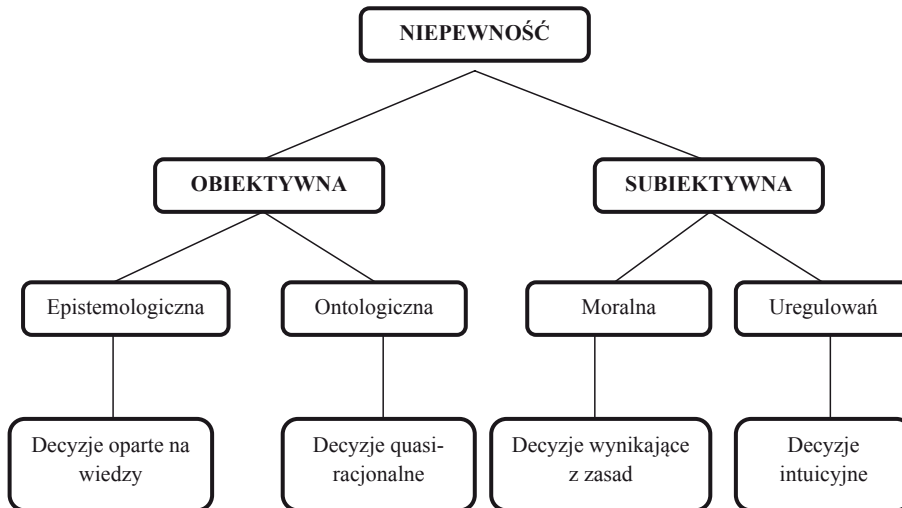 NIEPEWNOŚĆ
OBIEKTYWNA
SUBIEKTYWNA
Epistemologiczna
Ontologiczna
Moralna
Uregulowań
Decyzje oparte na
wiedzy
Decyzje quasi-
racjonalne
Decyzje wynikające
z zasad
Decyzje
intuicyjne